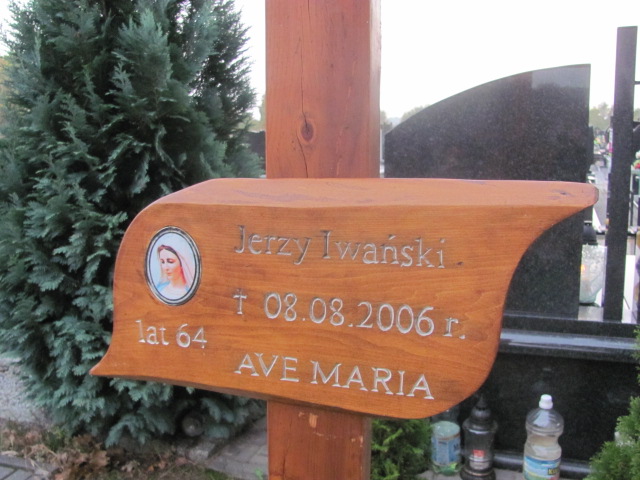 Jerzy Iwański
† 08.08.2006 r.
lat 64
AVE MARIA